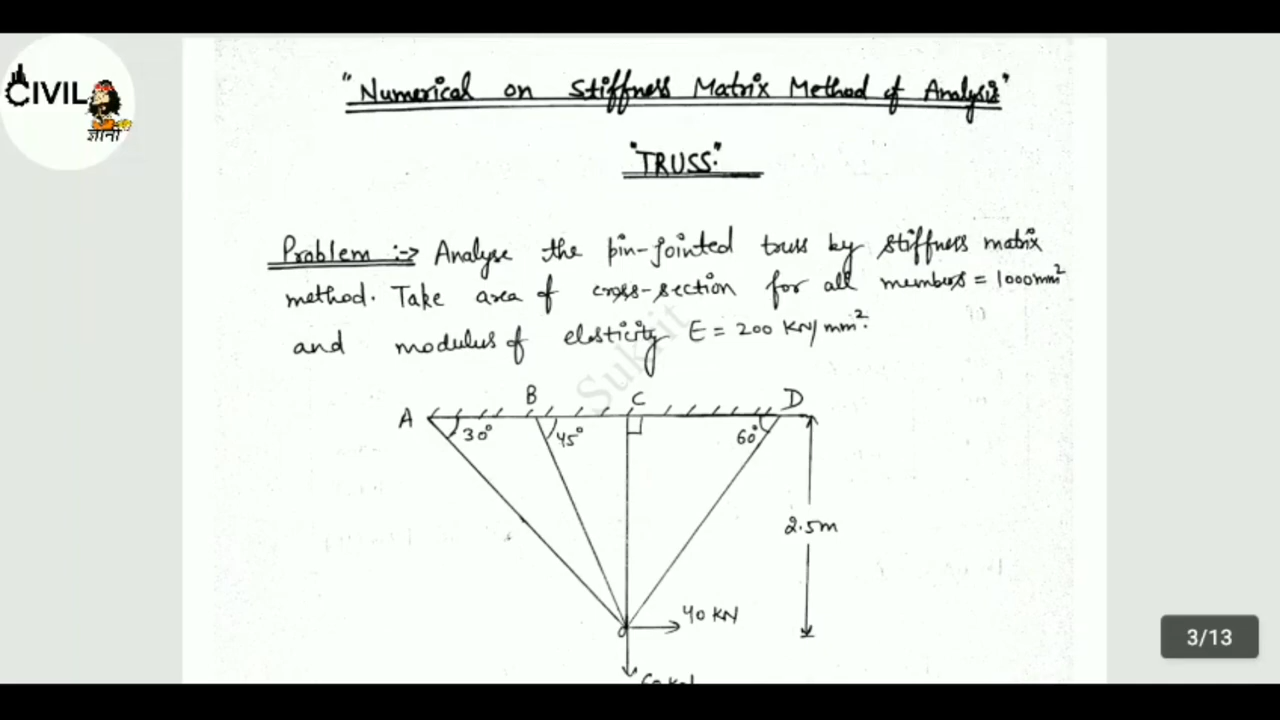 CIVIL
ज्ञानी
"Numerical on Stiffness Matrix Method of Analysis"
"TRUSS."
Problem :-> Analyse the pin-jointed truss by stiffness matrix
method. Take area of cross-section for all members = 1000mm²
and modulus of elasticity E = 200 KN/mm².
Sukrit
A
B
C
D
30°
45°
60°
2.5m
40 KN
3/13